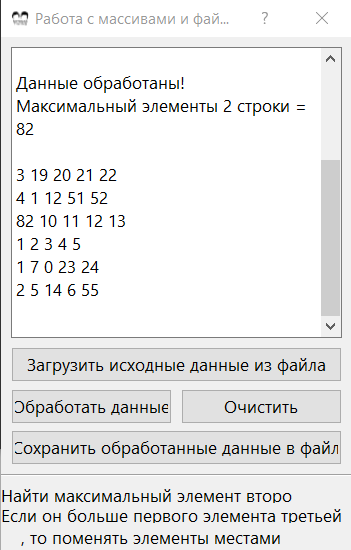 Работа с массивами и фай...
Данные обработаны!
Максимальный элементы 2 строки =
82
3 19 20 21 22
4 1 12 51 52
82 10 11 12 13
1 2 3 4 5
1 7 0 23 24
2 5 14 6 55
Загрузить исходные данные из файла
Обработать данные
Очистить
Сохранить обработанные данные в файл
Найти максимальный элемент второ
Если он больше первого элемента третьей
, то поменять элементы местами